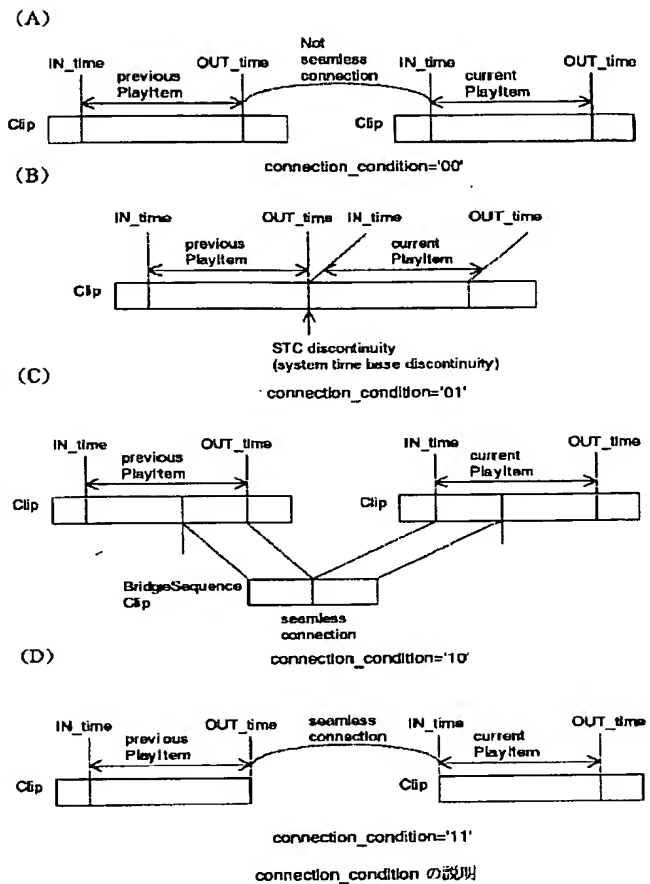 (A)
Not
seamless
connection
IN_time
OUT_time
IN_time
OUT_time
previous
PlayItem
current
PlayItem
Clip
Clip
connection_condition='00'
(B)
IN_time
OUT_time
IN_time
OUT_time
previous
PlayItem
current
PlayItem
Clip
STC discontinuity
(system time base discontinuity)
connection_condition='01'
(C)
IN_time
OUT_time
IN_time
OUT_time
previous
PlayItem
current
PlayItem
Clip
Clip
BridgeSequence
Clip
seamless
connection
connection_condition='10'
(D)
IN_time
OUT_time
seamless
connection
IN_time
OUT_time
previous
PlayItem
current
PlayItem
Clip
Clip
connection_condition='11'
connection_condition の説明